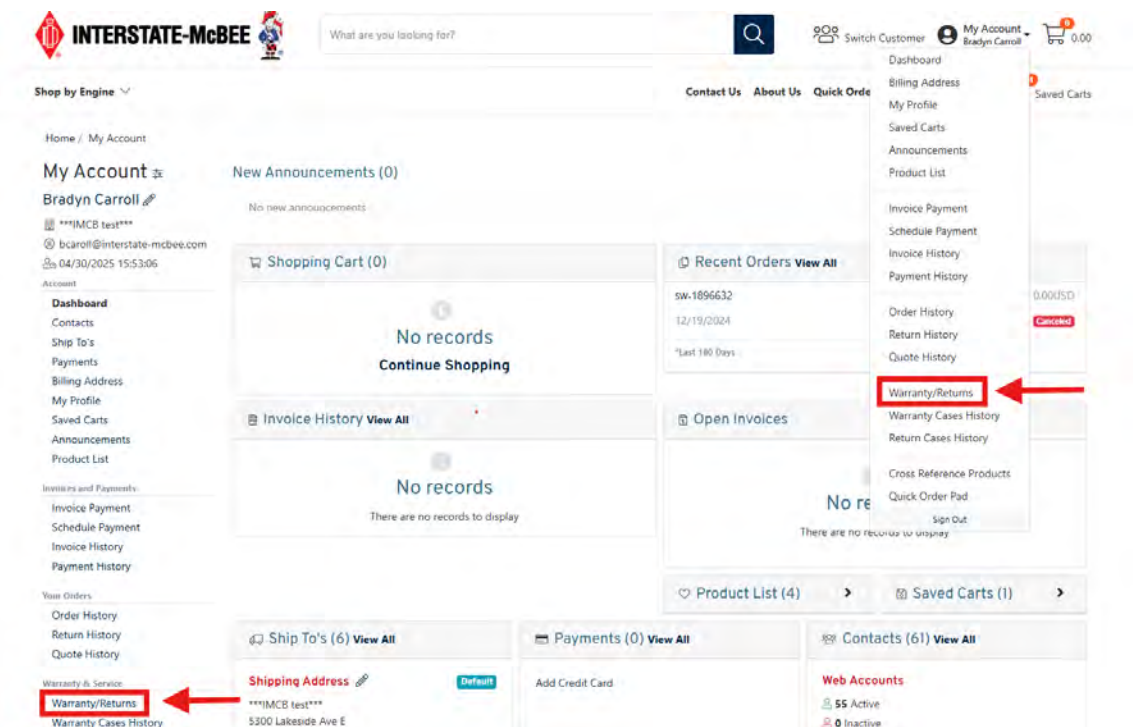 INTERSTATE-McBEE
What are you looking for?
Switch Customer
My Account
Bradyn Carroll
0
0.00
Shop by Engine
Contact Us About Us Quick Orde
Saved Carts
Dashboard
Billing Address
My Profile
Saved Carts
Announcements
Product List
Invoice Payment
Schedule Payment
Invoice History
Payment History
Order History
Return History
Quote History
Warranty/Returns
Warranty Cases History
Return Cases History
Cross Reference Products
Quick Order Pad
Sign Out
Home / My Account
My Account
Bradyn Carroll
***IMCB test***
bcaroll@interstate-mcbee.com
04/30/2025 15:53:06
Account
Dashboard
Contacts
Ship To's
Payments
Billing Address
My Profile
Saved Carts
Announcements
Product List
Invoices and Payments
Invoice Payment
Schedule Payment
Invoice History
Payment History
Your Orders
Order History
Return History
Quote History
Warranty & Service
Warranty/Returns
Warranty Cases History
New Announcements (0)
No new announcements
Shopping Cart (0)
No records
Continue Shopping
Recent Orders View All
sw-1896632
0.00USD
12/19/2024
Canceled
*Last 180 Days
Invoice History View All
No records
There are no records to display
Open Invoices
No re
There are no records to display
Product List (4)
Saved Carts (1)
Ship To's (6) View All
Shipping Address
Default
***IMCB test***
5300 Lakeside Ave E
Payments (0) View All
Add Credit Card
Contacts (61) View All
Web Accounts
55 Active
0 Inactive